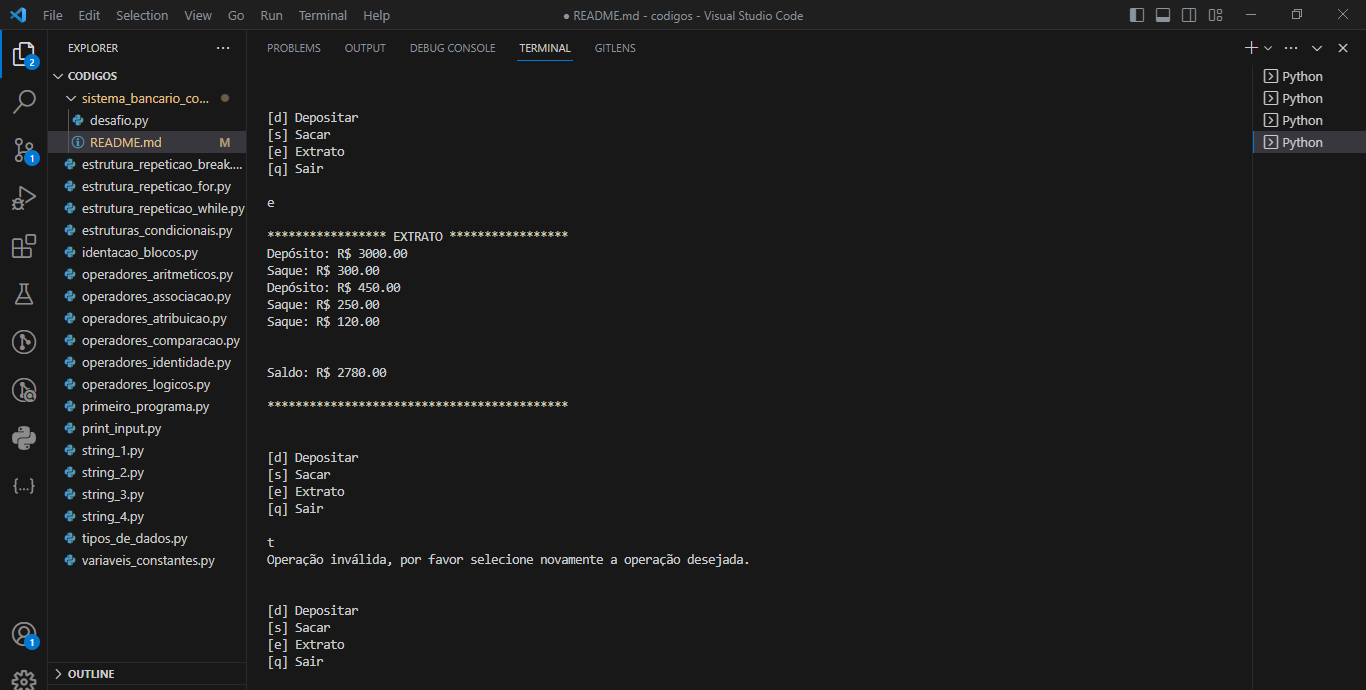 File Edit Selection View Go Run Terminal Help
● README.md - codigos - Visual Studio Code
EXPLORER
2
CODIGOS
sistema_bancario_co...
desafio.py
README.md M
1
estrutura_repeticao_break....
estrutura_repeticao_for.py
estrutura_repeticao_while.py
estruturas_condicionais.py
identacao_blocos.py
operadores_aritmeticos.py
operadores_associacao.py
operadores_atribuicao.py
operadores_comparacao.py
operadores_identidade.py
operadores_logicos.py
primeiro_programa.py
print_input.py
string_1.py
string_2.py
string_3.py
string_4.py
tipos_de_dados.py
variaveis_constantes.py
1
OUTLINE
PROBLEMS OUTPUT DEBUG CONSOLE TERMINAL GITLENS
[d] Depositar
[s] Sacar
[e] Extrato
[q] Sair
e
***************** EXTRATO *****************
Depósito: R$ 3000.00
Saque: R$ 300.00
Depósito: R$ 450.00
Saque: R$ 250.00
Saque: R$ 120.00
Saldo: R$ 2780.00
*******************************************
[d] Depositar
[s] Sacar
[e] Extrato
[q] Sair
t
Operação inválida, por favor selecione novamente a operação desejada.
[d] Depositar
[s] Sacar
[e] Extrato
[q] Sair
Python
Python
Python
Python